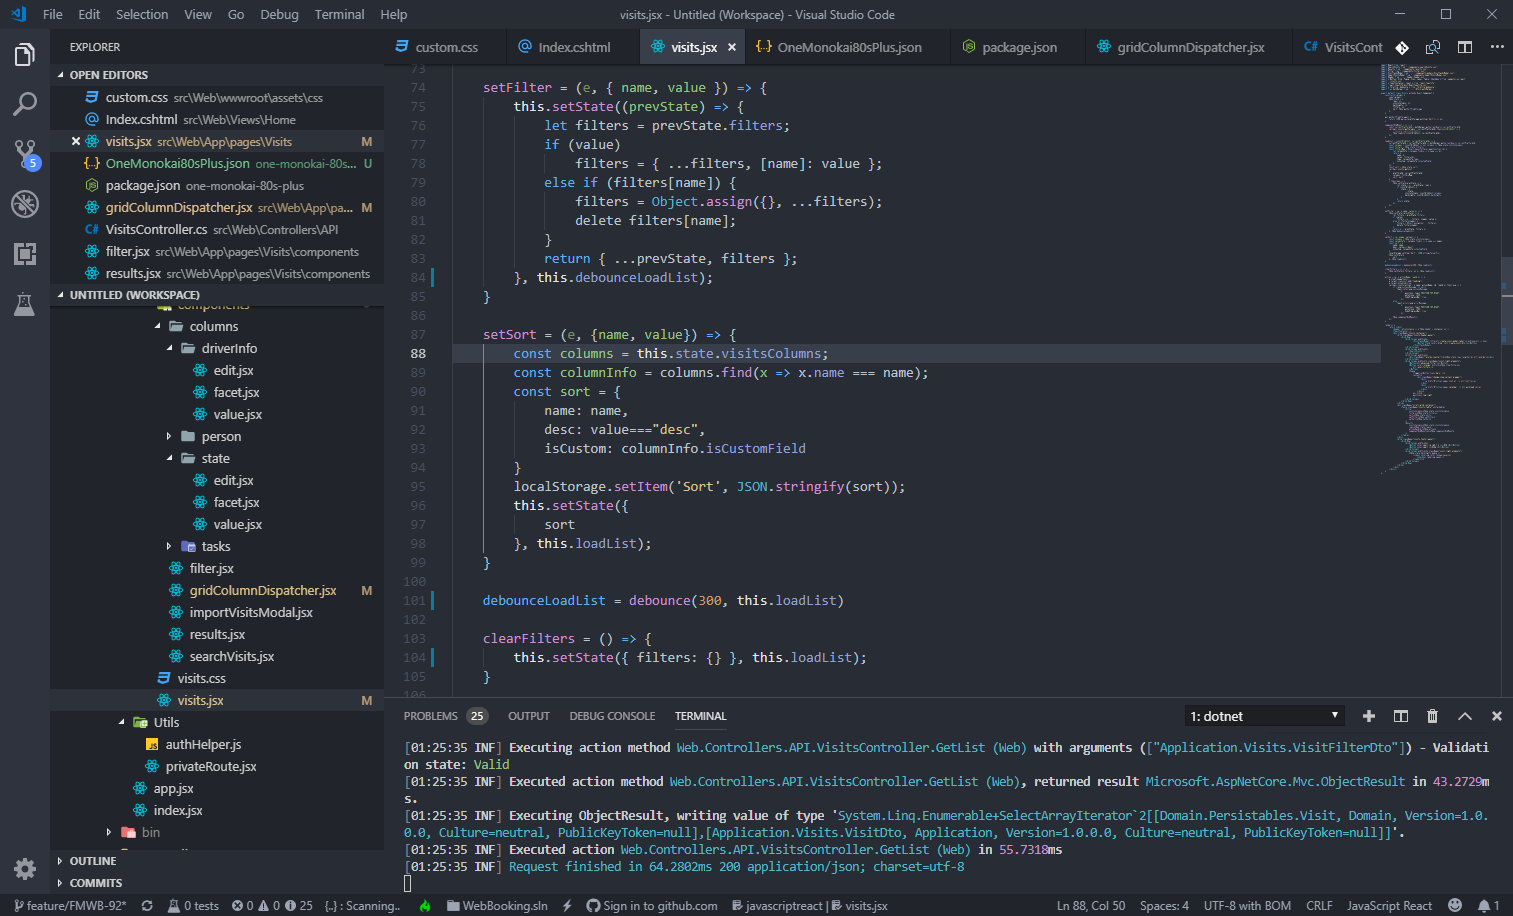 File Edit Selection View Go Debug Terminal Help
visits.jsx - Untitled (Workspace) - Visual Studio Code
EXPLORER
OPEN EDITORS
custom.css src\Web\wwwroot\assets\css
Index.cshtml src\Web\Views\Home
visits.jsx src\Web\App\pages\Visits M
OneMonokai80sPlus.json one-monokai-80s... U
package.json one-monokai-80s-plus
gridColumnDispatcher.jsx src\Web\App\pa... M
C# VisitsController.cs src\Web\Controllers\API
filter.jsx src\Web\App\pages\Visits\components
results.jsx src\Web\App\pages\Visits\components
5
UNTITLED (WORKSPACE)
components
columns
driverInfo
edit.jsx
facet.jsx
value.jsx
person
state
edit.jsx
facet.jsx
value.jsx
tasks
filter.jsx
gridColumnDispatcher.jsx M
importVisitsModal.jsx
results.jsx
searchVisits.jsx
visits.css
visits.jsx M
Utils
JS authHelper.js
privateRoute.jsx
app.jsx
index.jsx
bin
OUTLINE
COMMITS
custom.css Index.cshtml visits.jsx OneMonokai80sPlus.json package.json gridColumnDispatcher.jsx C# VisitsCont
73
74 setFilter = (e, { name, value }) => {
75 this.setState((prevState) => {
76 let filters = prevState.filters;
77 if (value)
78 filters = { ...filters, [name]: value };
79 else if (filters[name]) {
80 filters = Object.assign({}, ...filters);
81 delete filters[name];
82 }
83 return { ...prevState, filters };
84 }, this.debounceLoadList);
85 }
86
87 setSort = (e, {name, value}) => {
88 const columns = this.state.visitsColumns;
89 const columnInfo = columns.find(x => x.name === name);
90 const sort = {
91 name: name,
92 desc: value==="desc",
93 isCustom: columnInfo.isCustomField
94 }
95 localStorage.setItem('Sort', JSON.stringify(sort));
96 this.setState({
97 sort
98 }, this.loadList);
99 }
100
101 debounceLoadList = debounce(300, this.loadList)
102
103 clearFilters = () => {
104 this.setState({ filters: {} }, this.loadList);
105 }
106
PROBLEMS 25 OUTPUT DEBUG CONSOLE TERMINAL 1: dotnet
[01:25:35 INF] Executing action method Web.Controllers.API.VisitsController.GetList (Web) with arguments (["Application.Visits.VisitFilterDto"]) - Validati
on state: Valid
[01:25:35 INF] Executed action method Web.Controllers.API.VisitsController.GetList (Web), returned result Microsoft.AspNetCore.Mvc.ObjectResult in 43.2729m
s.
[01:25:35 INF] Executing ObjectResult, writing value of type 'System.Linq.Enumerable+SelectArrayIterator`2[[Domain.Persistables.Visit, Domain, Version=1.0.
0.0, Culture=neutral, PublicKeyToken=null],[Application.Visits.VisitDto, Application, Version=1.0.0.0, Culture=neutral, PublicKeyToken=null]]'.
[01:25:35 INF] Executed action Web.Controllers.API.VisitsController.GetList (Web) in 55.7318ms
[01:25:35 INF] Request finished in 64.2802ms 200 application/json; charset=utf-8
feature/FMWB-92* 0 tests 0 0 25 {..} : Scanning.. WebBooking.sln Sign in to github.com javascriptreact | visits.jsx Ln 88, Col 50 Spaces: 4 UTF-8 with BOM CRLF JavaScript React 1